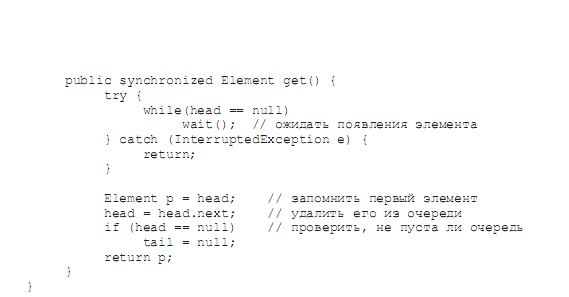 public synchronized Element get() {
try {
while(head == null)
wait();  // ожидать появления элемента
} catch (InterruptedException e) {
return;
}
Element p = head;    // запомнить первый элемент
head = head.next;    // удалить его из очереди
if (head == null)    // проверить, не пуста ли очередь
tail = null;
return p;
}
}